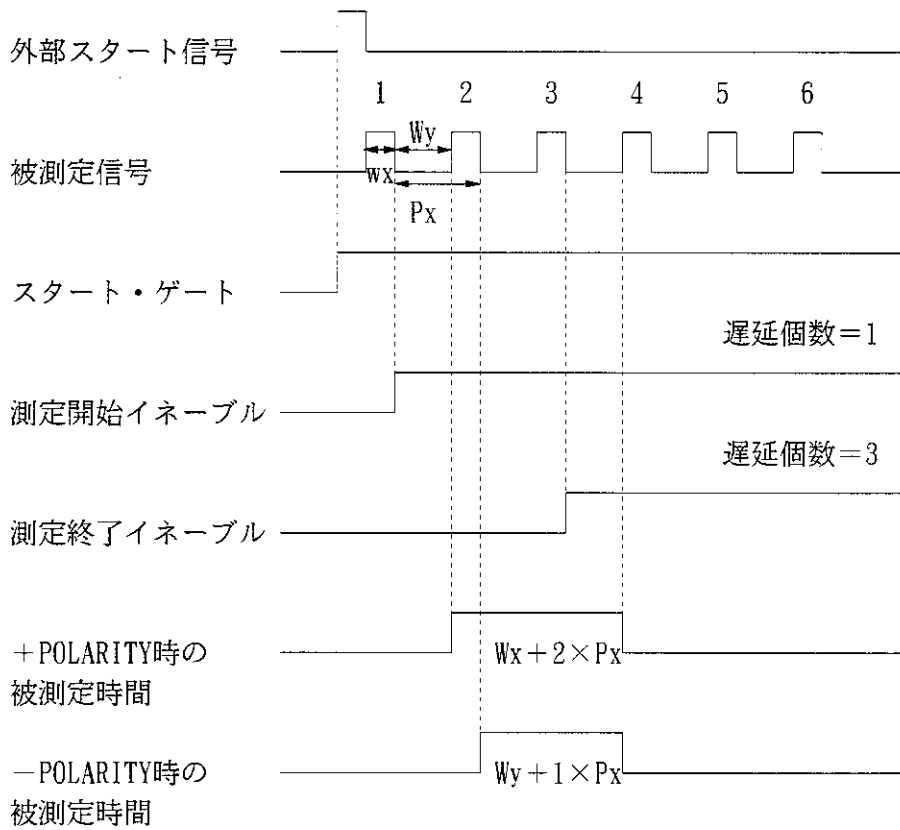 外部スタート信号
1 2 3 4 5 6
Wy
被測定信号
wx
Px
スタート・ゲート
遅延個数=1
測定開始イネーブル
遅延個数=3
測定終了イネーブル
+POLARITY時の
被測定時間
Wx+2×Px
−POLARITY時の
被測定時間
Wy+1×Px